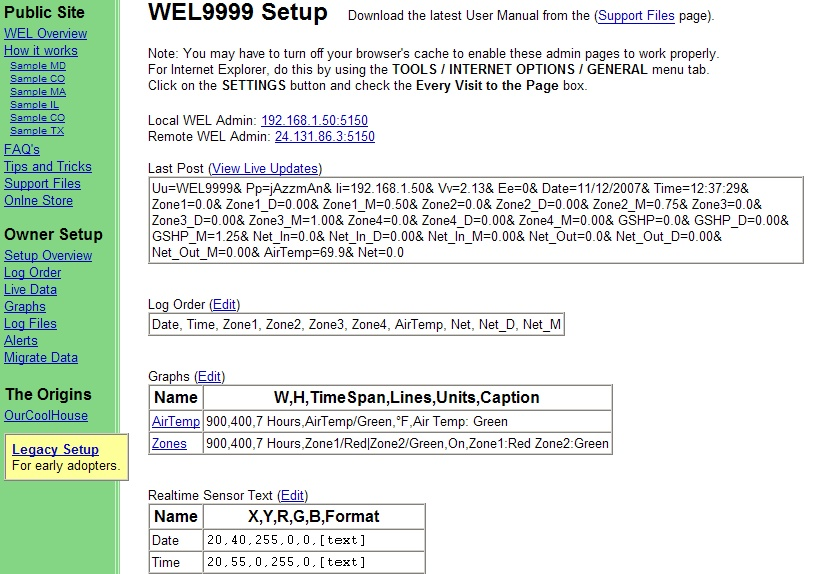 Public Site
WEL Overview
How it works
Sample MD
Sample CO
Sample MA
Sample IL
Sample CO
Sample TX
FAQ's
Tips and Tricks
Support Files
Onlne Store
Owner Setup
Setup Overview
Log Order
Live Data
Graphs
Log Files
Alerts
Migrate Data
The Origins
OurCoolHouse
Legacy Setup
For early adopters.
WEL9999 Setup Download the latest User Manual from the (Support Files page).
Note: You may have to turn off your browser's cache to enable these admin pages to work properly.
For Internet Explorer, do this by using the TOOLS / INTERNET OPTIONS / GENERAL menu tab.
Click on the SETTINGS button and check the Every Visit to the Page box.
Local WEL Admin: 192.168.1.50:5150
Remote WEL Admin: 24.131.86.3:5150
Last Post (View Live Updates)
Uu=WEL9999& Pp=jAzzmAn& Ii=192.168.1.50& Vv=2.13& Ee=0& Date=11/12/2007& Time=12:37:29&
Zone1=0.0& Zone1_D=0.00& Zone1_M=0.50& Zone2=0.0& Zone2_D=0.00& Zone2_M=0.75& Zone3=0.0&
Zone3_D=0.00& Zone3_M=1.00& Zone4=0.0& Zone4_D=0.00& Zone4_M=0.00& GSHP=0.0& GSHP_D=0.00&
GSHP_M=1.25& Net_In=0.0& Net_In_D=0.00& Net_In_M=0.00& Net_Out=0.0& Net_Out_D=0.00&
Net_Out_M=0.00& AirTemp=69.9& Net=0.0
Log Order (Edit)
Date, Time, Zone1, Zone2, Zone3, Zone4, AirTemp, Net, Net_D, Net_M
Graphs (Edit)
Name W,H,TimeSpan,Lines,Units,Caption
AirTemp 900,400,7 Hours,AirTemp/Green,°F,Air Temp: Green
Zones 900,400,7 Hours,Zone1/Red|Zone2/Green,On,Zone1:Red Zone2:Green
Realtime Sensor Text (Edit)
Name X,Y,R,G,B,Format
Date 20,40,255,0,0,[text]
Time 20,55,0,255,0,[text]